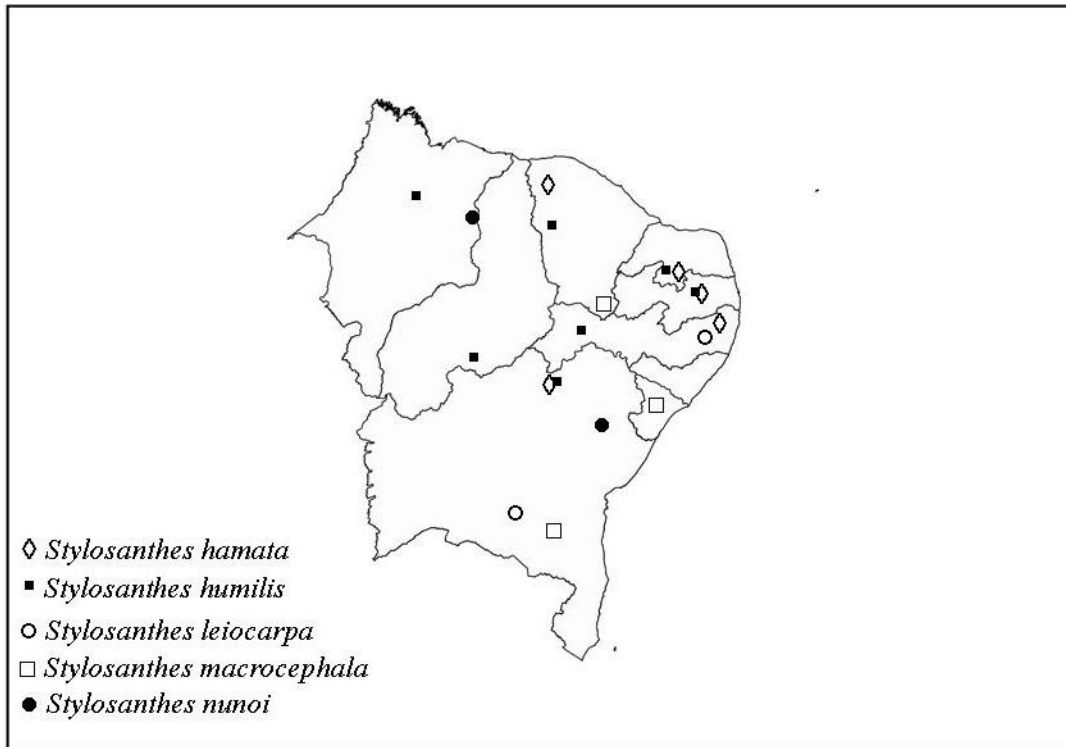 Stylosanthes hamata
Stylosanthes humilis
Stylosanthes leiocarpa
Stylosanthes macrocephala
Stylosanthes nunoi